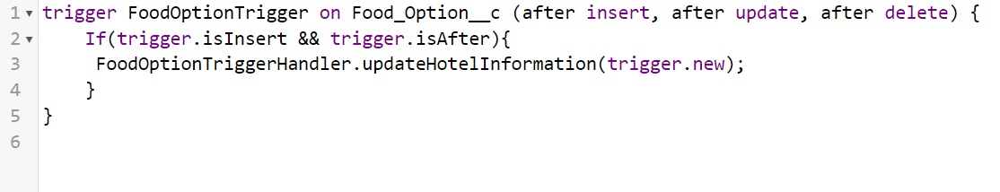 1 trigger FoodOptionTrigger on Food_Option__c (after insert, after update, after delete) {
2 If(trigger.isInsert && trigger.isAfter){
3 FoodOptionTriggerHandler.updateHotelInformation(trigger.new);
4 }
5 }
6